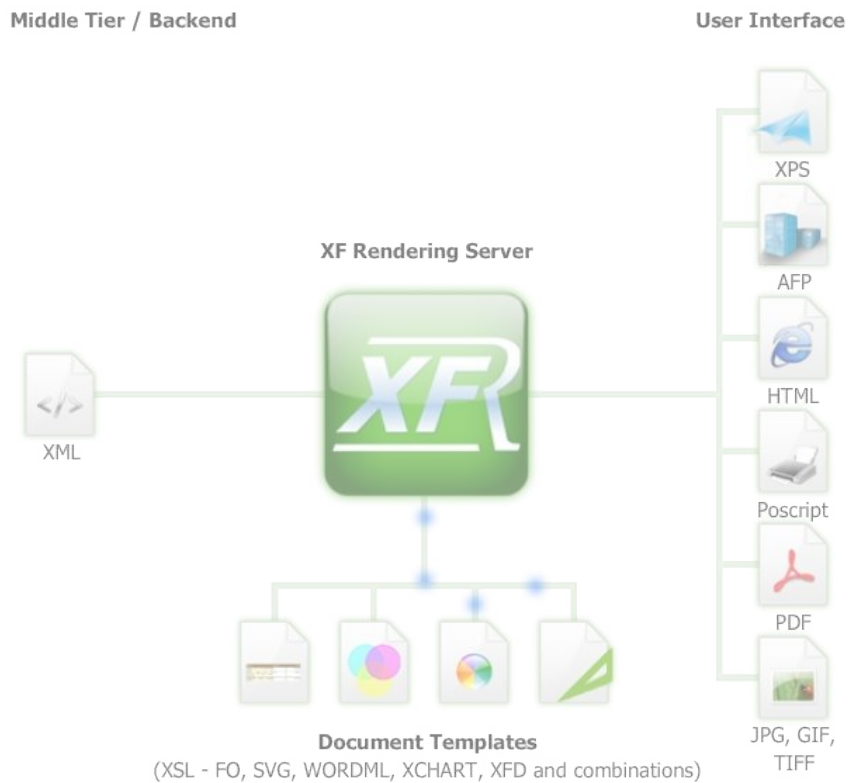 Middle Tier / Backend
User Interface
XPS
XF Rendering Server
AFP
XFR
HTML
XML
Poscript
PDF
Document Templates
JPG, GIF,
TIFF
(XSL - FO, SVG, WORDML, XCHART, XFD and combinations)